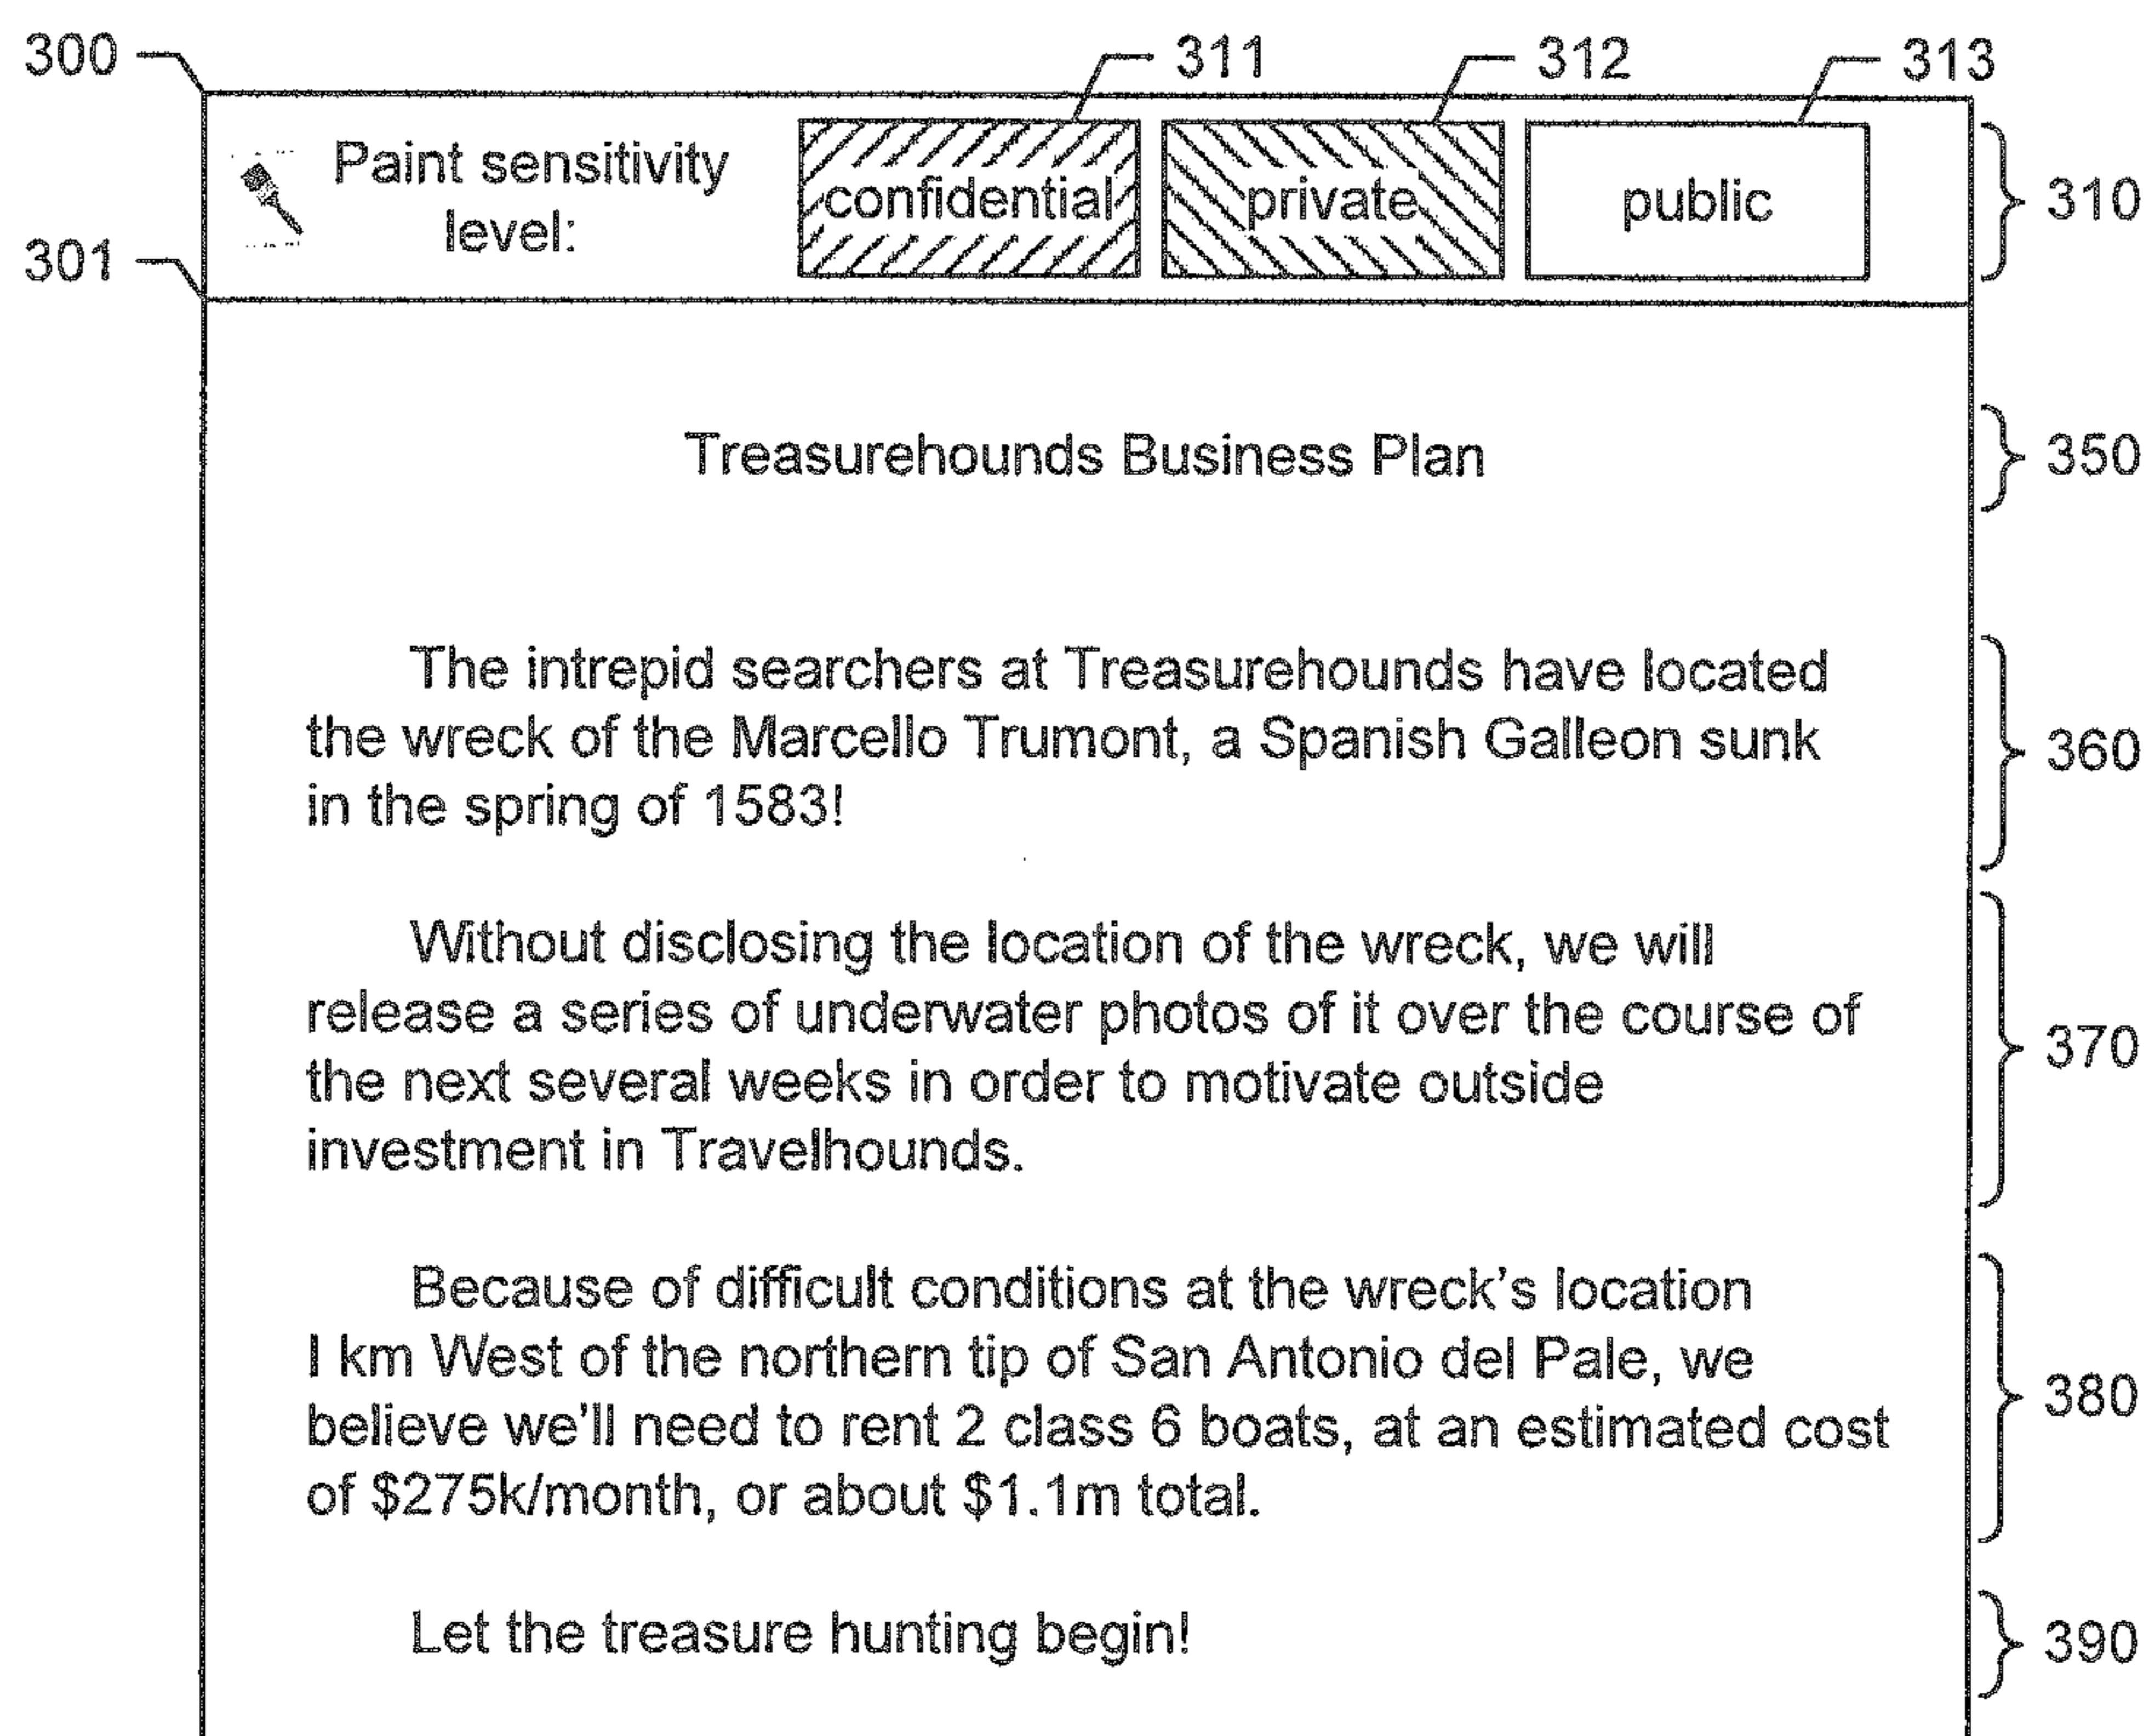 300
311
312
313
Paint sensitivity
level:
confidential
private
public
310
301
Treasurehounds Business Plan
350
The intrepid searchers at Treasurehounds have located
the wreck of the Marcello Trumont, a Spanish Galleon sunk
in the spring of 1583!
360
Without disclosing the location of the wreck, we will
release a series of underwater photos of it over the course of
the next several weeks in order to motivate outside
investment in Travelhounds.
370
Because of difficult conditions at the wreck's location
I km West of the northern tip of San Antonio del Pale, we
believe we'll need to rent 2 class 6 boats, at an estimated cost
of $275k/month, or about $1.1m total.
380
Let the treasure hunting begin!
390